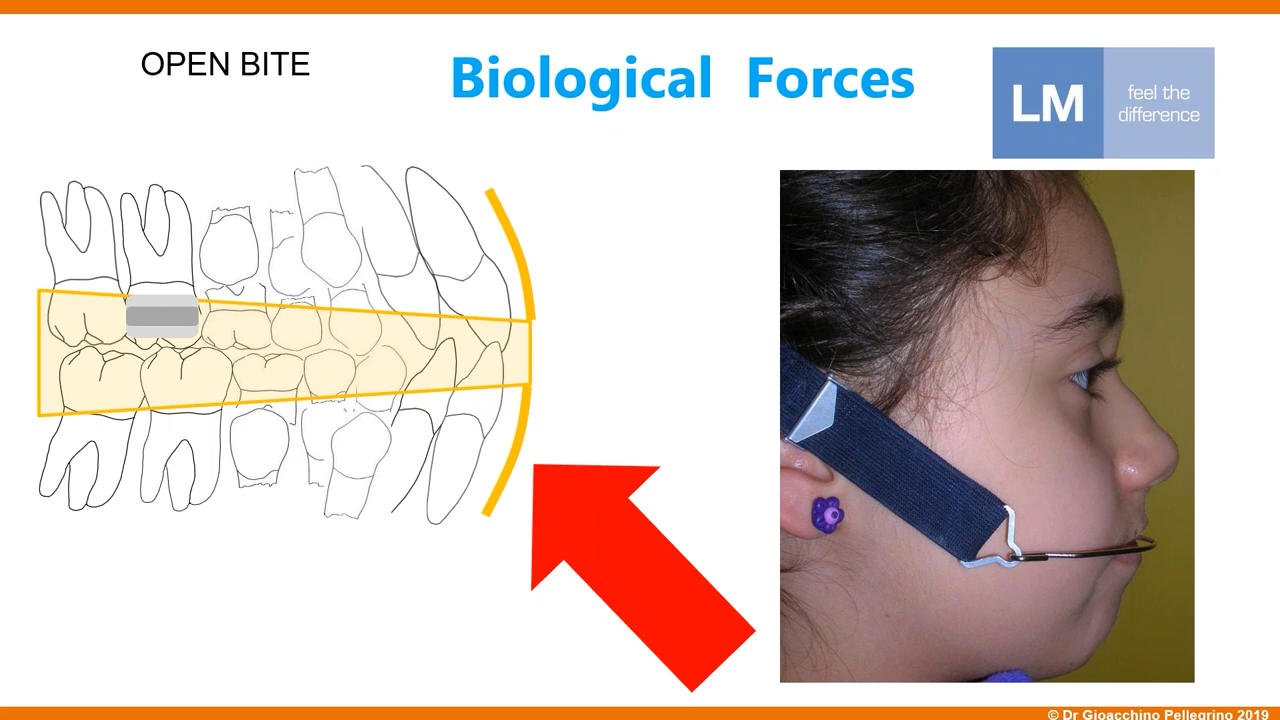 OPEN BITE
Biological Forces
LM
feel the
difference
© Dr Gioacchino Pellegrino 2019